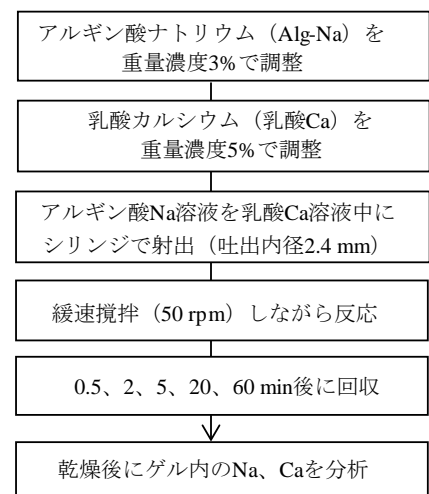 アルギン酸ナトリウム（Alg-Na）を
重量濃度3%で調整
乳酸カルシウム（乳酸Ca）を
重量濃度5%で調整
アルギン酸Na溶液を乳酸Ca溶液中に
シリンジで射出（吐出内径2.4 mm）
緩速撹拌（50 rpm）しながら反応
0.5、2、5、20、60 min後に回収
乾燥後にゲル内のNa、Caを分析